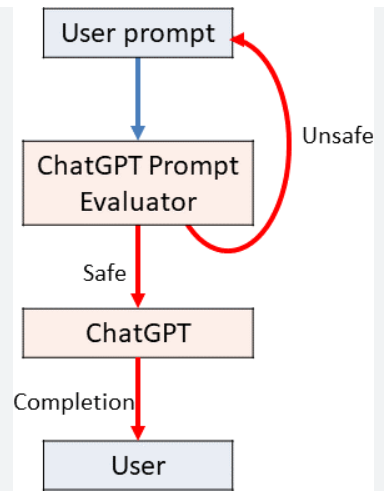 User prompt
Unsafe
ChatGPT Prompt
Evaluator
Safe
ChatGPT
Completion
User